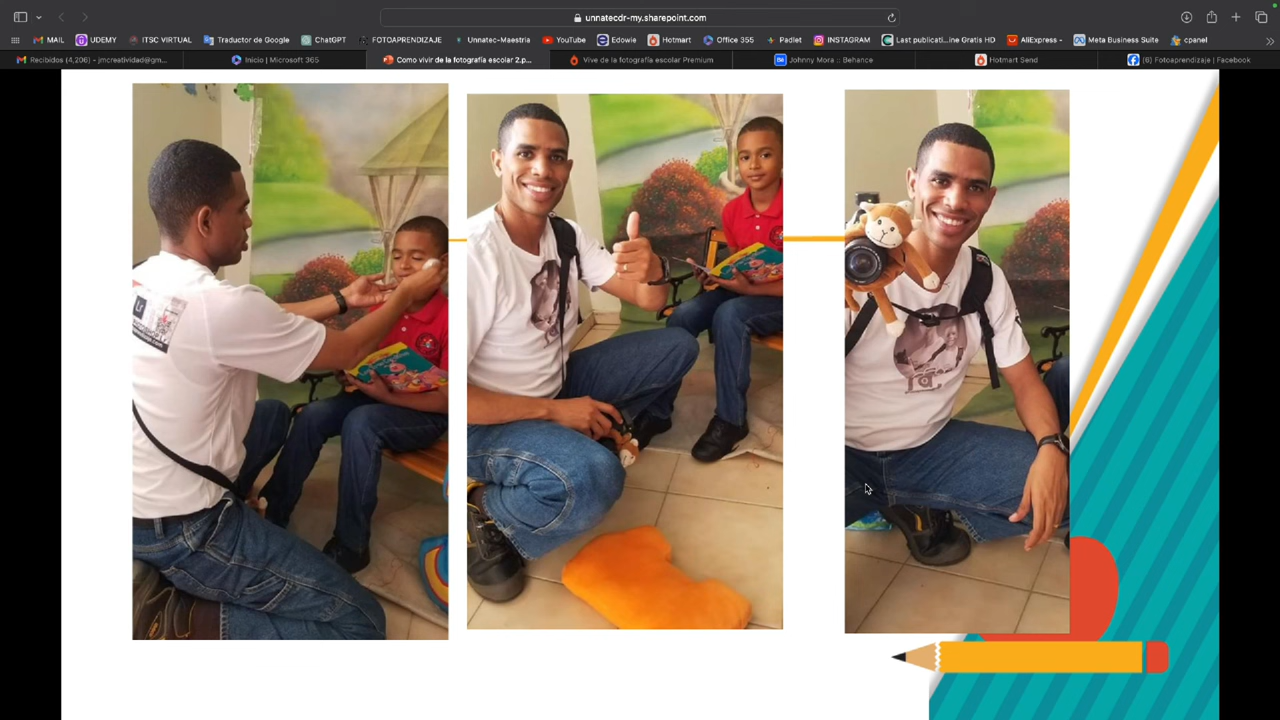 unnatecdr-my.sharepoint.com
MAIL UDEMY ITSC VIRTUAL Traductor de Google ChatGPT FOTOAPRENDIZAJE Unnatec-Maestria YouTube Edowie Hotmart Office 365 Padlet INSTAGRAM Last publicati...ine Gratis HD AliExpress - Meta Business Suite cpanel
Recibidos (4,206) - jmcreatividad@gm... Inicio | Microsoft 365 Como vivir de la fotografía escolar 2.p... Vive de la fotografía escolar Premium Johnny Mora :: Behance Hotmart Send (6) Fotoaprendizaje | Facebook